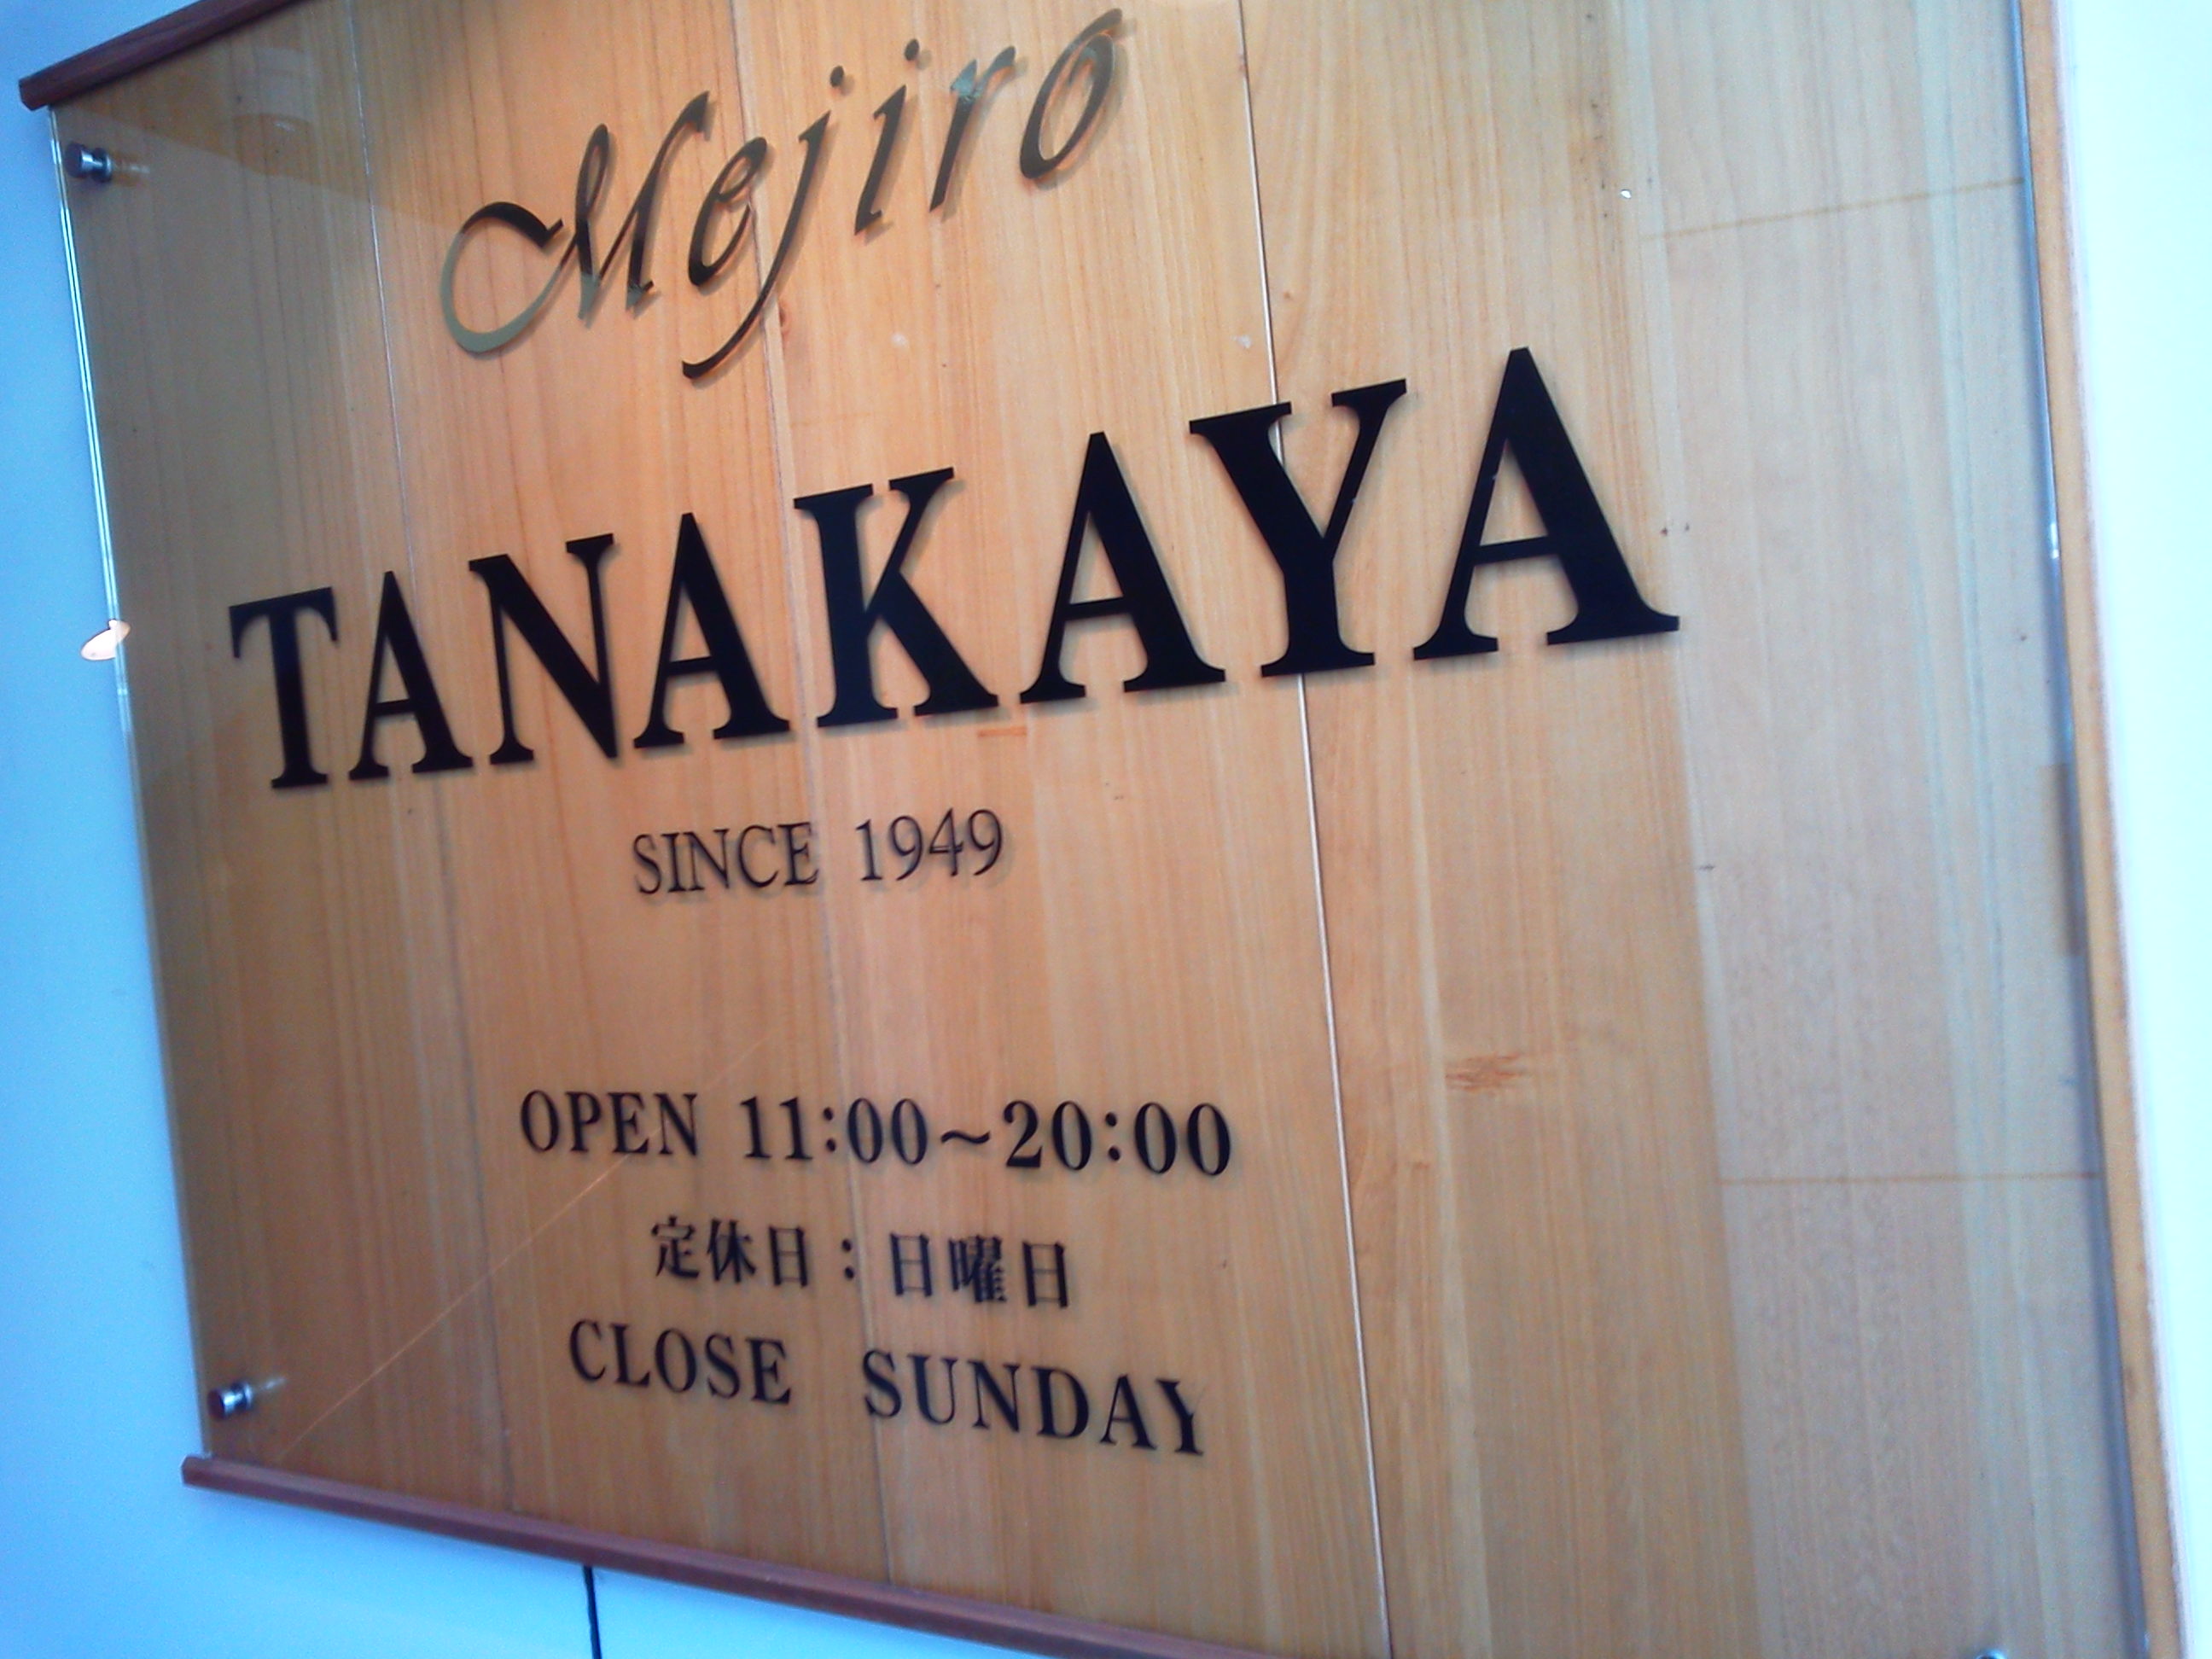 Mejiro
TANAKAYA
SINCE 1949
OPEN 11:00~20:00
定休日：日曜日
CLOSE SUNDAY